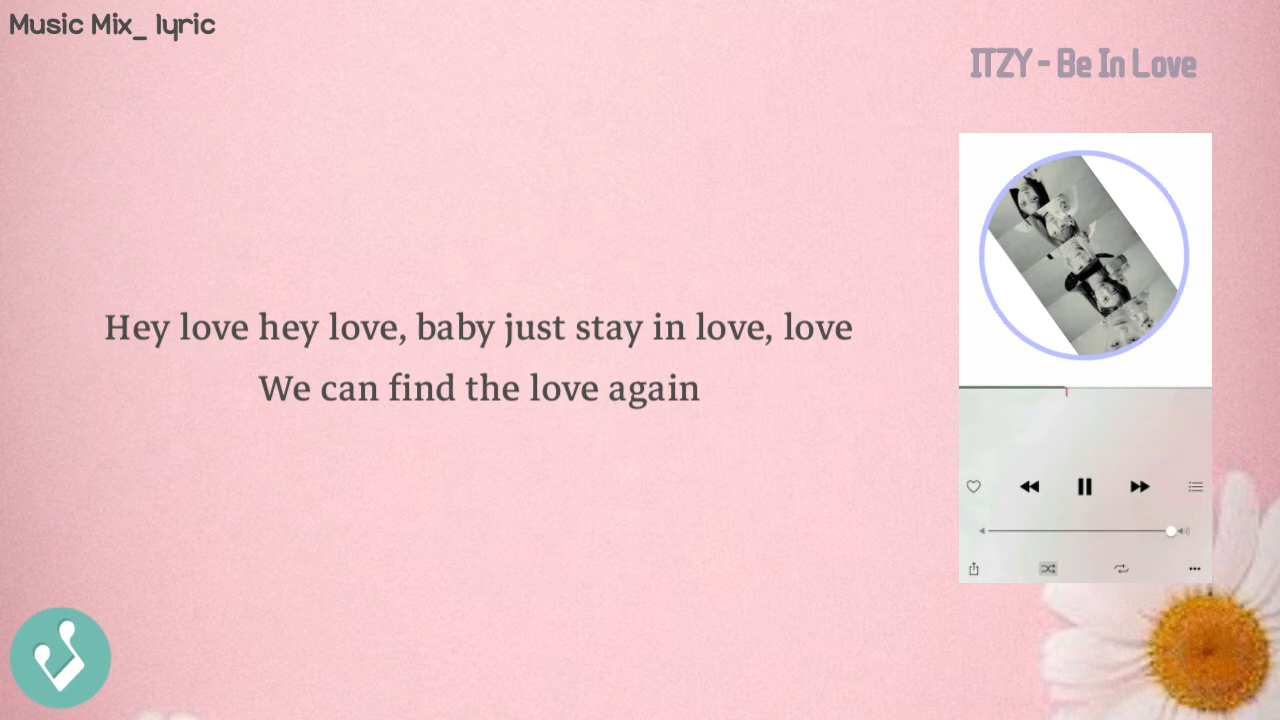 Music Mix_ lyric
ITZY - Be In Love
Hey love hey love, baby just stay in love, love
We can find the love again